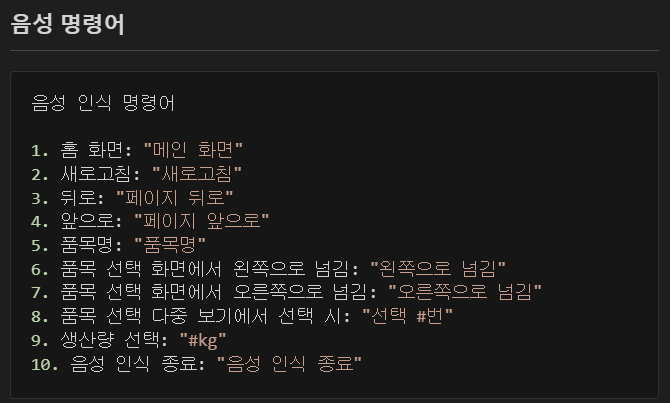 음성 명령어
음성 인식 명령어
1. 홈 화면: "메인 화면"
2. 새로고침: "새로고침"
3. 뒤로: "페이지 뒤로"
4. 앞으로: "페이지 앞으로"
5. 품목명: "품목명"
6. 품목 선택 화면에서 왼쪽으로 넘김: "왼쪽으로 넘김"
7. 품목 선택 화면에서 오른쪽으로 넘김: "오른쪽으로 넘김"
8. 품목 선택 다중 보기에서 선택 시: "선택 #번"
9. 생산량 선택: "#kg"
10. 음성 인식 종료: "음성 인식 종료"